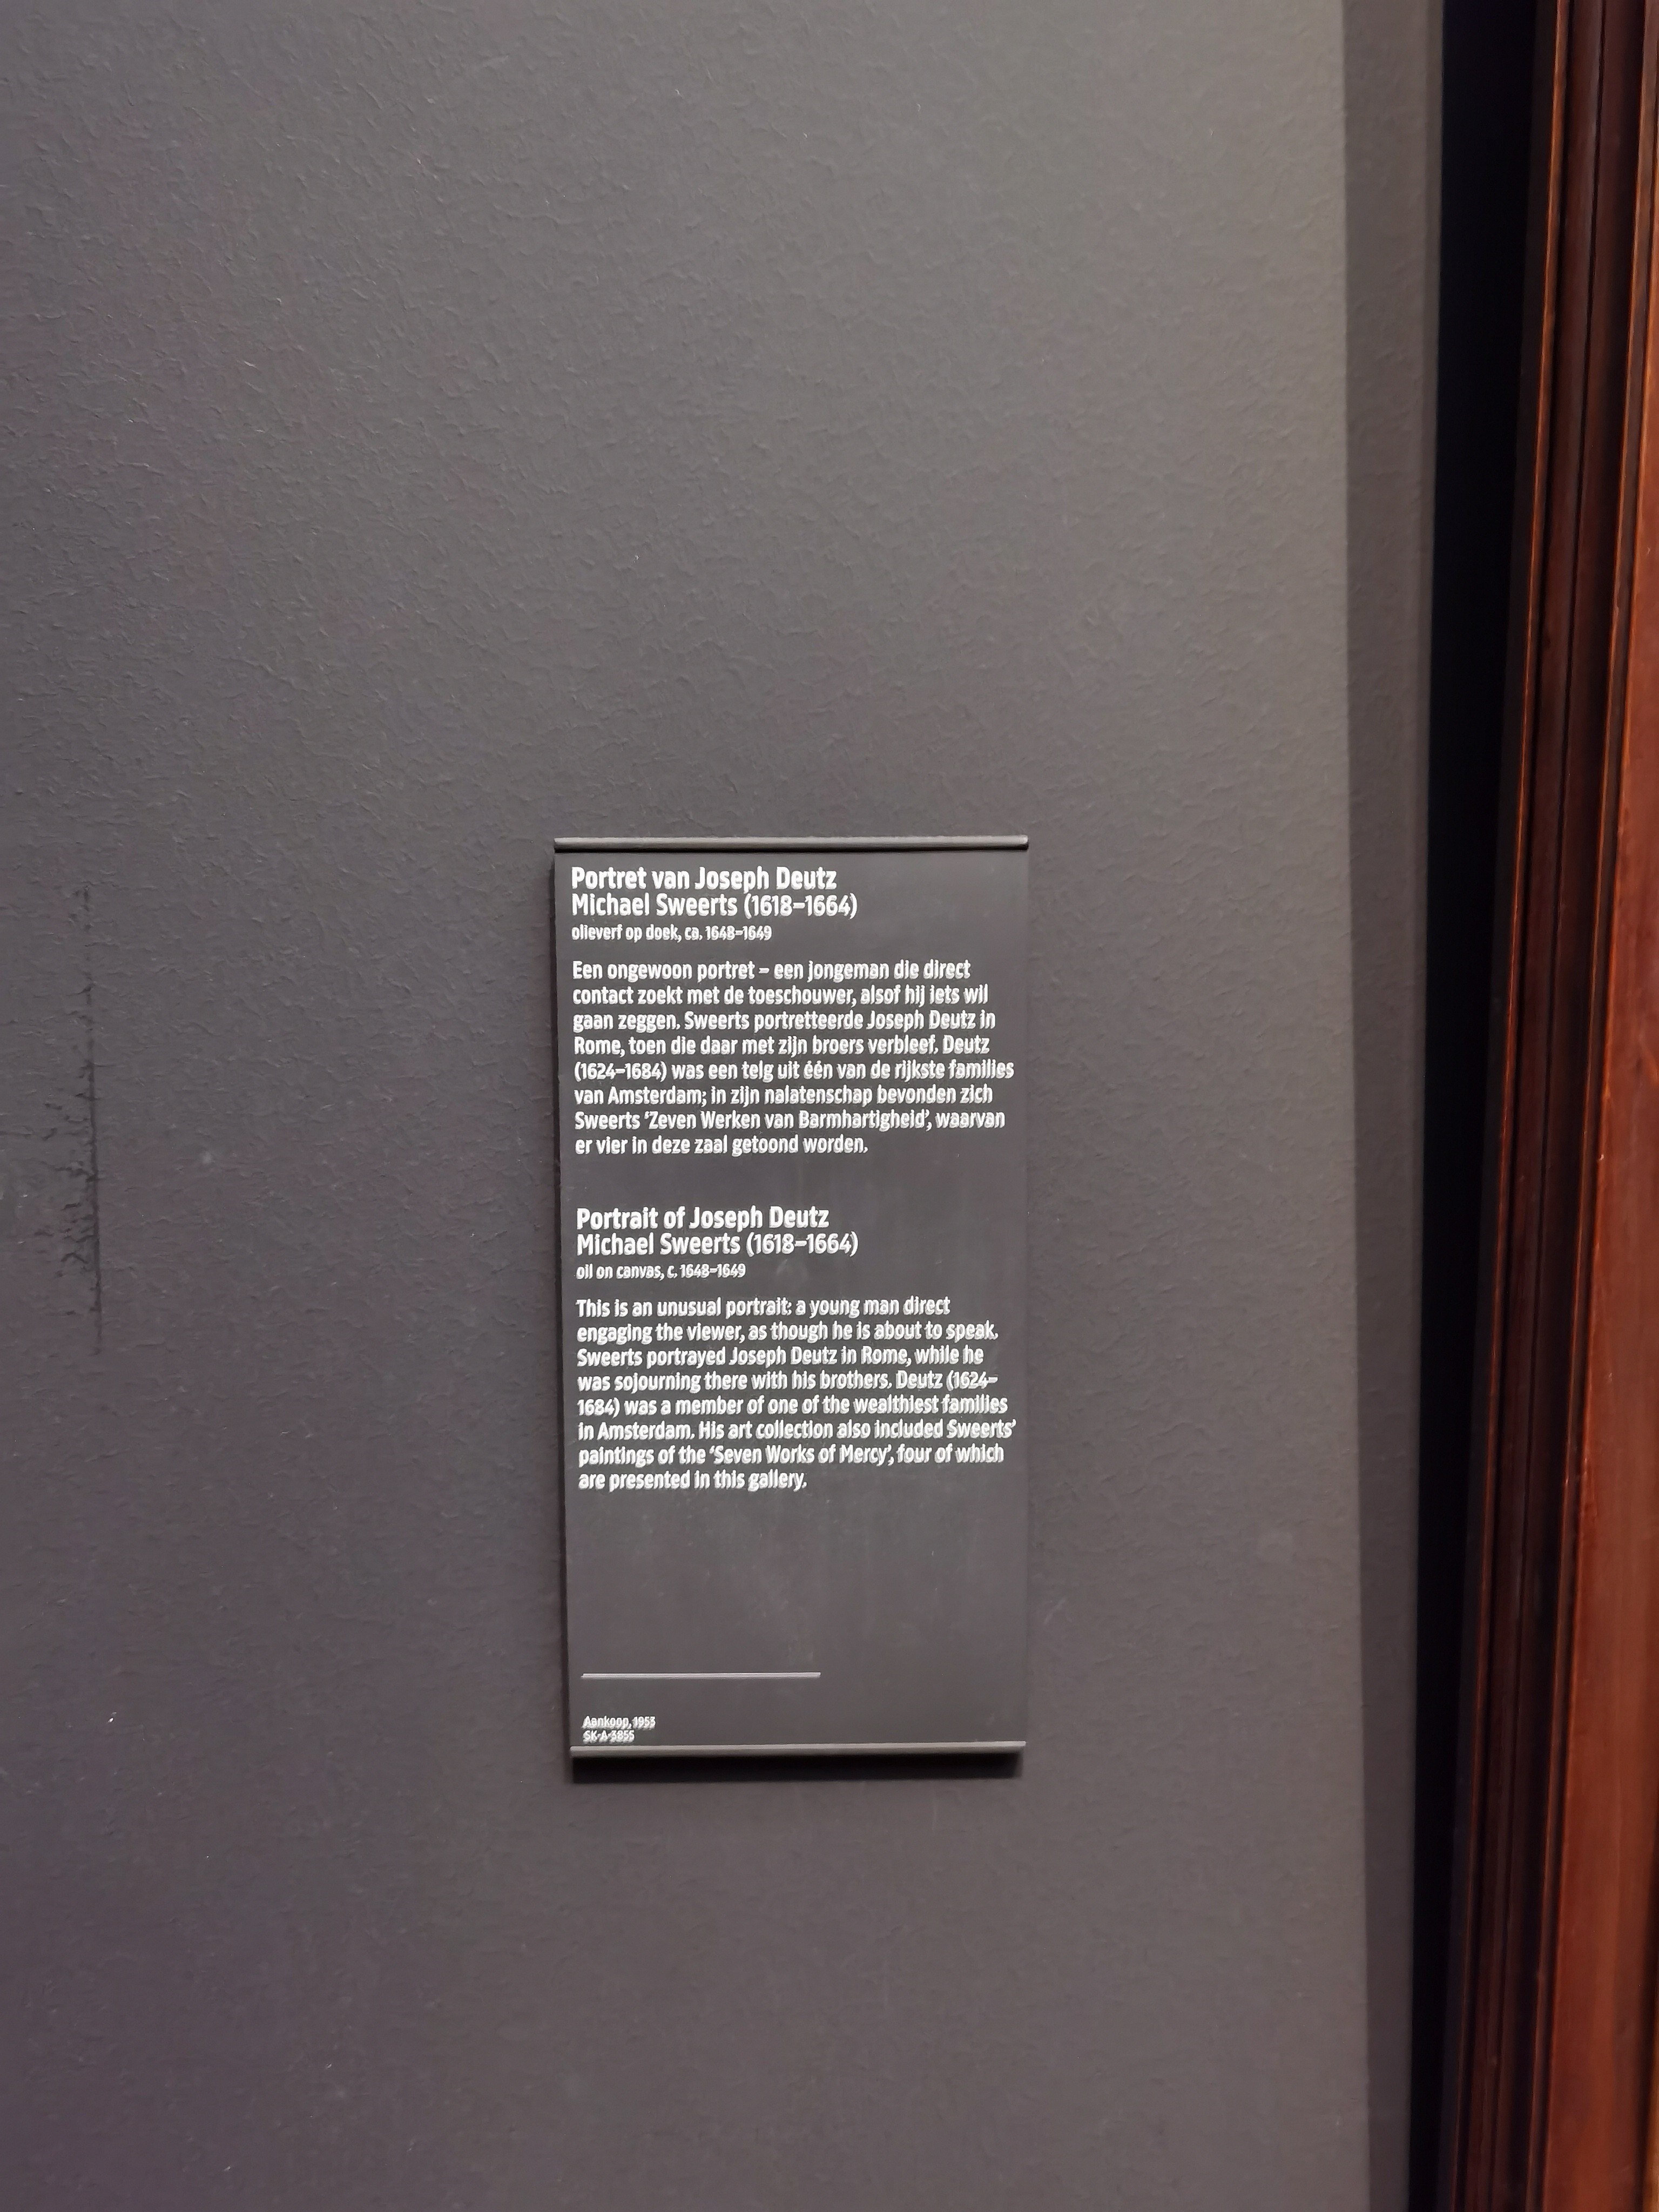 Portret van Joseph Deutz
Michael Sweerts (1618–1664)
olieverf op doek, ca. 1648–1649
Een ongewoon portret – een jongeman die direct
contact zoekt met de toeschouwer, alsof hij iets wil
gaan zeggen. Sweerts portretteerde Joseph Deutz in
Rome, toen die daar met zijn broers verbleef. Deutz
(1624–1684) was een telg uit één van de rijkste families
van Amsterdam; in zijn nalatenschap bevonden zich
Sweerts ‘Zeven Werken van Barmhartigheid’, waarvan
er vier in deze zaal getoond worden.
Portrait of Joseph Deutz
Michael Sweerts (1618–1664)
oil on canvas, c. 1648–1649
This is an unusual portrait: a young man direct
engaging the viewer, as though he is about to speak.
Sweerts portrayed Joseph Deutz in Rome, while he
was sojourning there with his brothers. Deutz (1624–
1684) was a member of one of the wealthiest families
in Amsterdam. His art collection also included Sweerts’
paintings of the ‘Seven Works of Mercy’, four of which
are presented in this gallery.
Aankoop, 1953
SK-A-3855